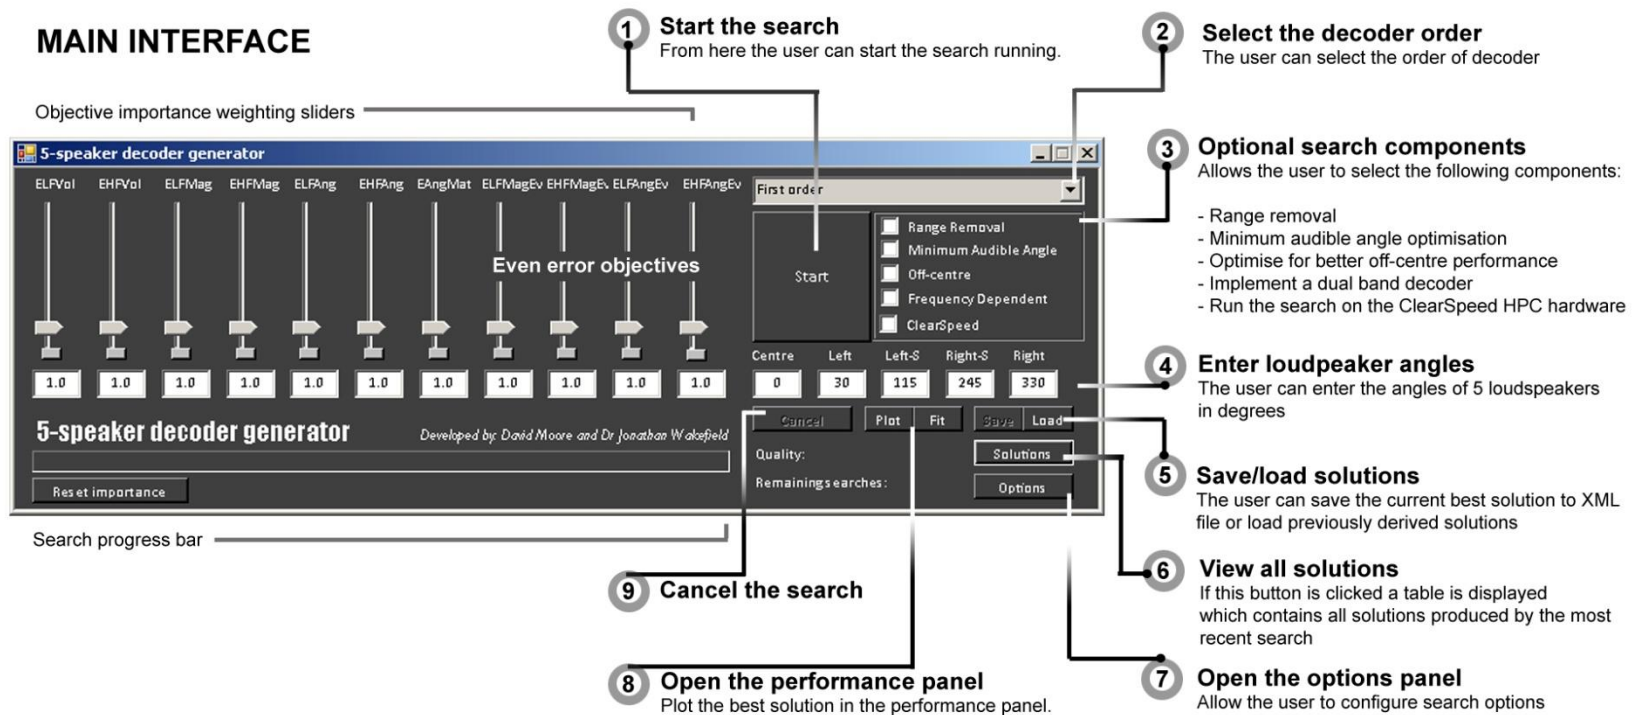 MAIN INTERFACE
1 Start the search
From here the user can start the search running.
2 Select the decoder order
The user can select the order of decoder
Objective importance weighting sliders
5-speaker decoder generator
ELFVol EHFVol ELFMag EHFMag ELFAng EHFAng EAngMat ELFMagEv EHFMagEv ELFAngEv EHFAngEv
First order
Even error objectives
Start
Range Removal
Minimum Audible Angle
Off-centre
Frequency Dependent
ClearSpeed
Centre Left Left-S Right-S Right
1.0 1.0 1.0 1.0 1.0 1.0 1.0 1.0 1.0 1.0 1.0
0 30 115 245 330
5-speaker decoder generator
Developed by: David Moore and Dr Jonathan Wakefield
Cancel Plot Fit Save Load
Quality:
Solutions
Remaining searches:
Options
Reset importance
Search progress bar
3 Optional search components
Allows the user to select the following components:
- Range removal
- Minimum audible angle optimisation
- Optimise for better off-centre performance
- Implement a dual band decoder
- Run the search on the ClearSpeed HPC hardware
4 Enter loudpeaker angles
The user can enter the angles of 5 loudspeakers
in degrees
5 Save/load solutions
The user can save the current best solution to XML
file or load previously derived solutions
6 View all solutions
If this button is clicked a table is displayed
which contains all solutions produced by the most
recent search
7 Open the options panel
Allow the user to configure search options
9 Cancel the search
8 Open the performance panel
Plot the best solution in the performance panel.